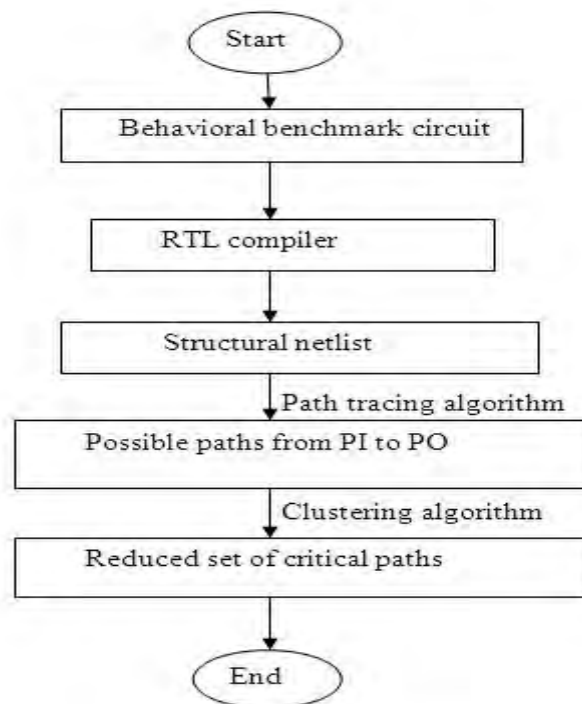 Start
Behavioral benchmark circuit
RTL compiler
Structural netlist
Path tracing algorithm
Possible paths from PI to PO
Clustering algorithm
Reduced set of critical paths
End